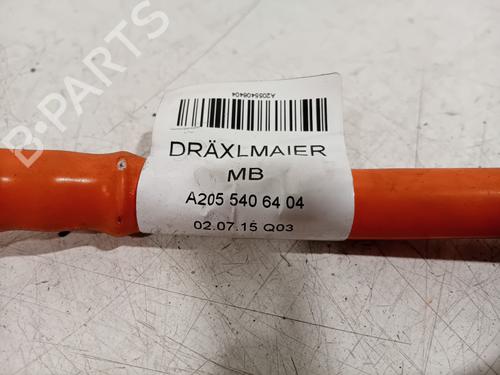 A2055406404
DRÄXLMAIER
MB
A205 540 64 04
02.07.15 Q03
B-PARTS